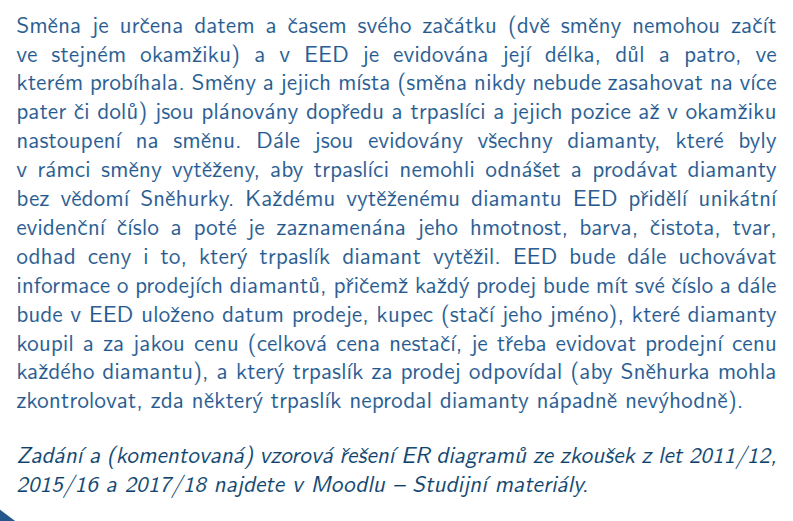 Směna je určena datem a časem svého začátku (dvě směny nemohou začít
ve stejném okamžiku) a v EED je evidována její délka, důl a patro, ve
kterém probíhala. Směny a jejich místa (směna nikdy nebude zasahovat na více
pater či dolů) jsou plánovány dopředu a trpaslíci a jejich pozice až v okamžiku
nastoupení na směnu. Dále jsou evidovány všechny diamanty, které byly
v rámci směny vytěženy, aby trpaslíci nemohli odnášet a prodávat diamanty
bez vědomí Sněhurky. Každému vytěženému diamantu EED přidělí unikátní
evidenční číslo a poté je zaznamenána jeho hmotnost, barva, čistota, tvar,
odhad ceny i to, který trpaslík diamant vytěžil. EED bude dále uchovávat
informace o prodejích diamantů, přičemž každý prodej bude mít své číslo a dále
bude v EED uloženo datum prodeje, kupec (stačí jeho jméno), které diamanty
koupil a za jakou cenu (celková cena nestačí, je třeba evidovat prodejní cenu
každého diamantu), a který trpaslík za prodej odpovídal (aby Sněhurka mohla
zkontrolovat, zda některý trpaslík neprodal diamanty nápadně nevýhodně).
Zadání a (komentovaná) vzorová řešení ER diagramů ze zkoušek z let 2011/12,
2015/16 a 2017/18 najdete v Moodlu – Studijní materiály.